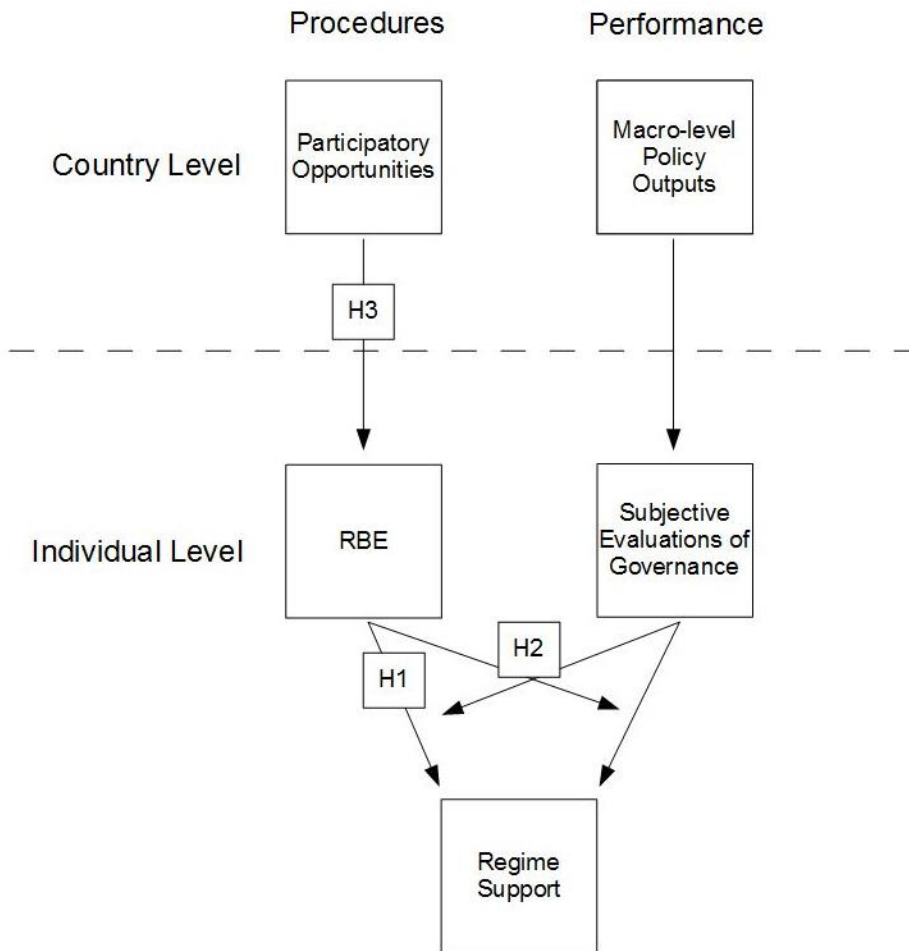 Procedures
Performance
Country Level
Participatory
Opportunities
Macro-level
Policy
Outputs
H3
Individual Level
RBE
Subjective
Evaluations of
Governance
H1
H2
Regime
Support